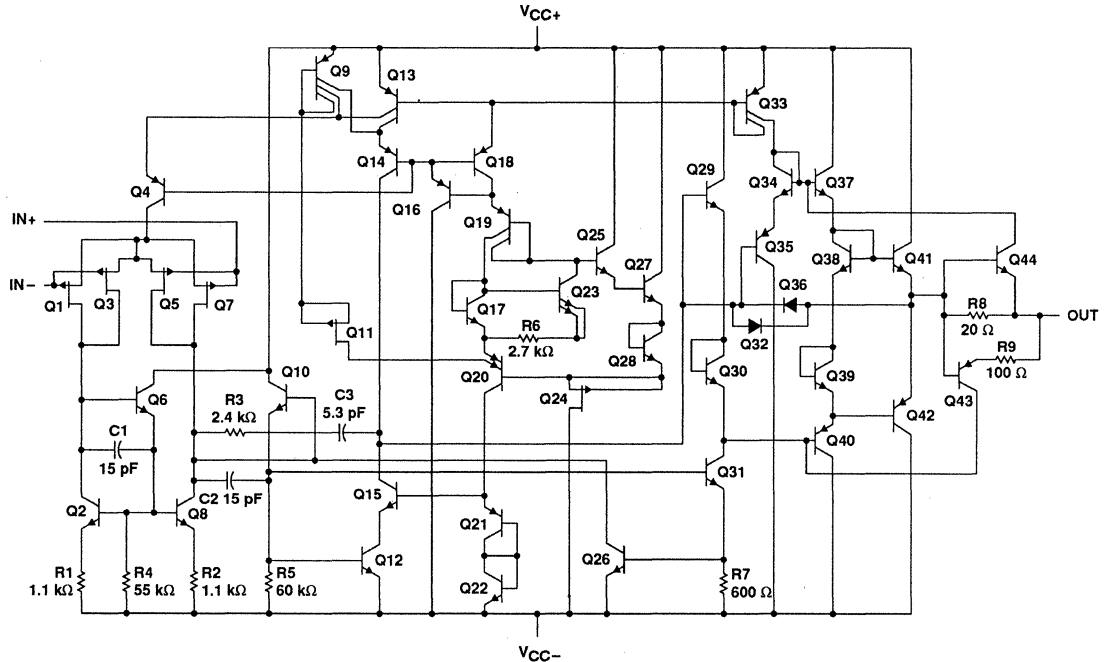 VCC+
Q9
Q13
Q33
Q14
Q18
Q29
Q34
Q37
Q4
Q16
IN+
Q19
Q25
Q35
Q38
Q41
Q44
Q27
IN−
Q1
Q3
Q5
Q7
Q23
Q36
Q17
Q11
R6
2.7 kΩ
Q32
R8
20 Ω
OUT
R9
100 Ω
Q28
Q20
Q10
Q24
Q30
Q39
Q43
Q6
R3
2.4 kΩ
C3
5.3 pF
Q42
C1
15 pF
Q40
Q31
C2 15 pF
Q15
Q2
Q8
Q21
Q12
Q26
R1
1.1 kΩ
R4
55 kΩ
R2
1.1 kΩ
R5
60 kΩ
Q22
R7
600 Ω
VCC−